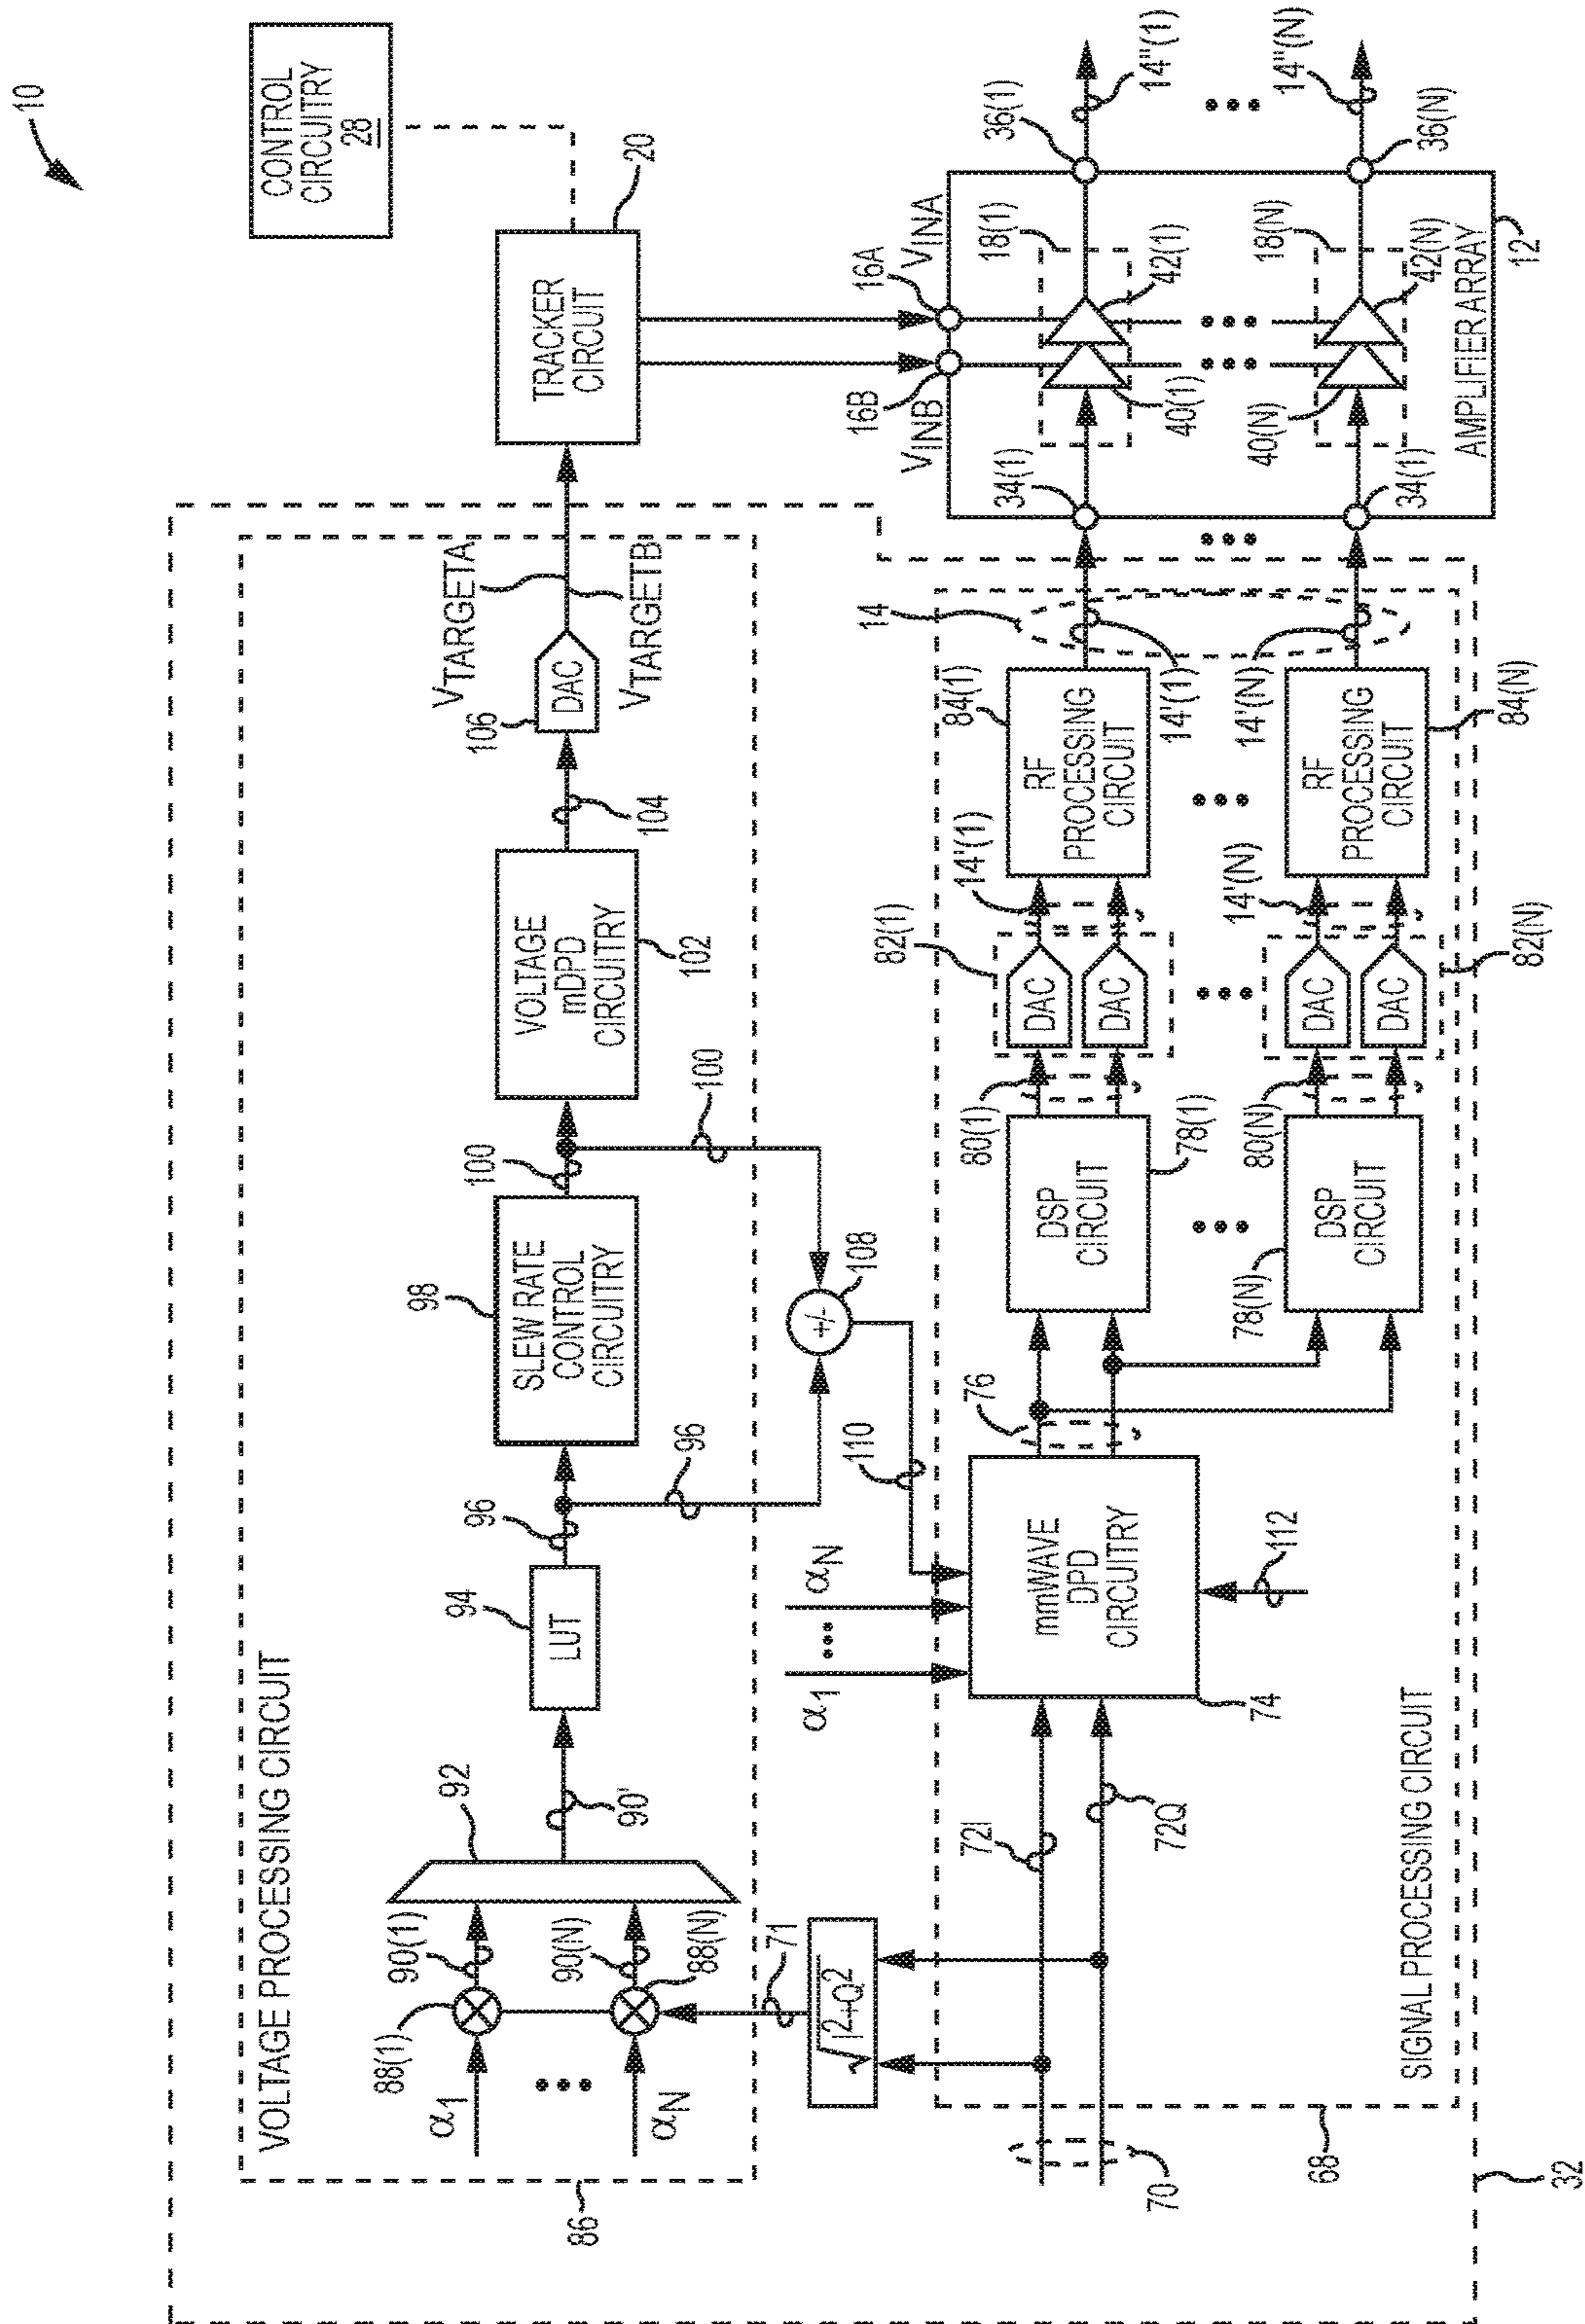 10
CONTROL
CIRCUITRY
28
VOLTAGE PROCESSING CIRCUIT
86
α1
αN
88(1)
88(N)
90(1)
90(N)
92
90'
94
LUT
96
96
98
SLEW RATE
CONTROL
CIRCUITRY
100
100
VOLTAGE
mDPD
CIRCUITRY
102
104
106
DAC
VTARGETA
VTARGETB
TRACKER
CIRCUIT
20
71
√I2+Q2
α1
αN
110
+/-
108
70
72I
72Q
mmWAVE
DPD
CIRCUITRY
74
112
76
DSP
CIRCUIT
78(1)
80(1)
82(1)
DAC
DAC
14'(1)
84(1)
RF
PROCESSING
CIRCUIT
14
14'(1)
78(N)
DSP
CIRCUIT
80(N)
DAC
DAC
82(N)
14'(N)
RF
PROCESSING
CIRCUIT
84(N)
14'(N)
SIGNAL PROCESSING CIRCUIT
68
32
VINB
16B
16A
VINA
34(1)
18(1)
40(1)
42(1)
36(1)
14"(1)
34(1)
18(N)
40(N)
42(N)
36(N)
14"(N)
AMPLIFIER ARRAY
12